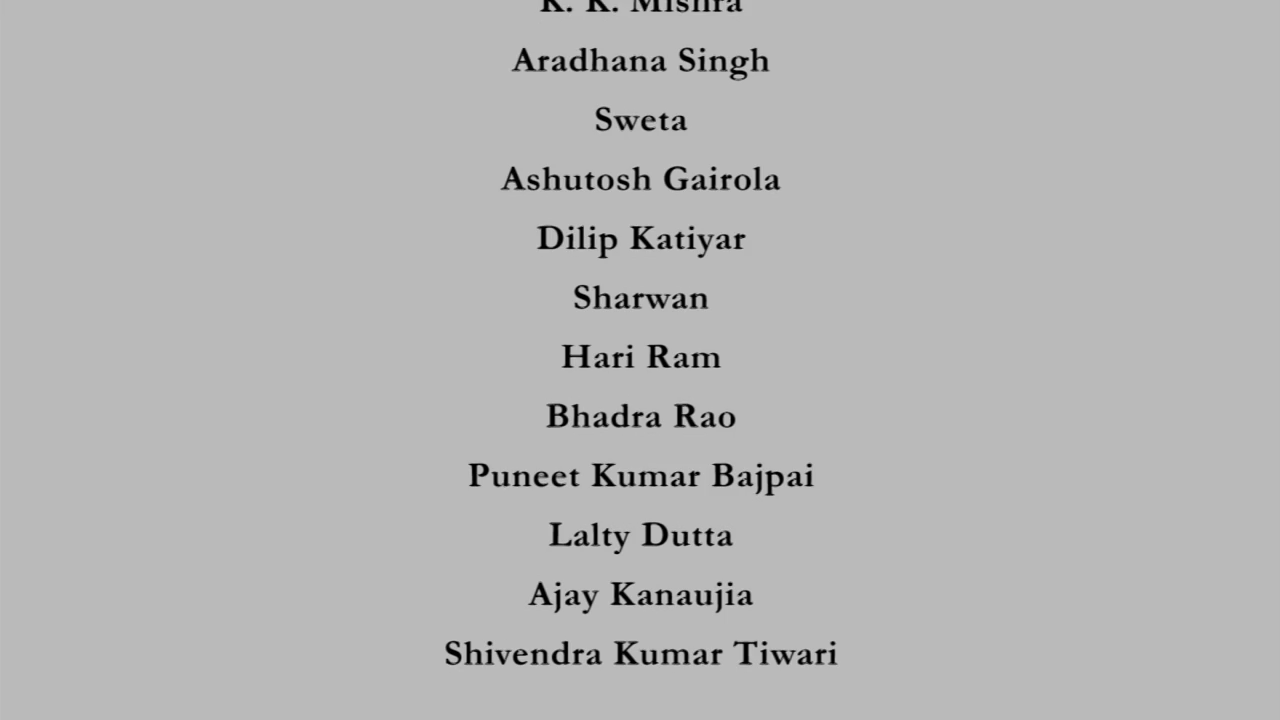 K. K. Mishra
Aradhana Singh
Sweta
Ashutosh Gairola
Dilip Katiyar
Sharwan
Hari Ram
Bhadra Rao
Puneet Kumar Bajpai
Lalty Dutta
Ajay Kanaujia
Shivendra Kumar Tiwari